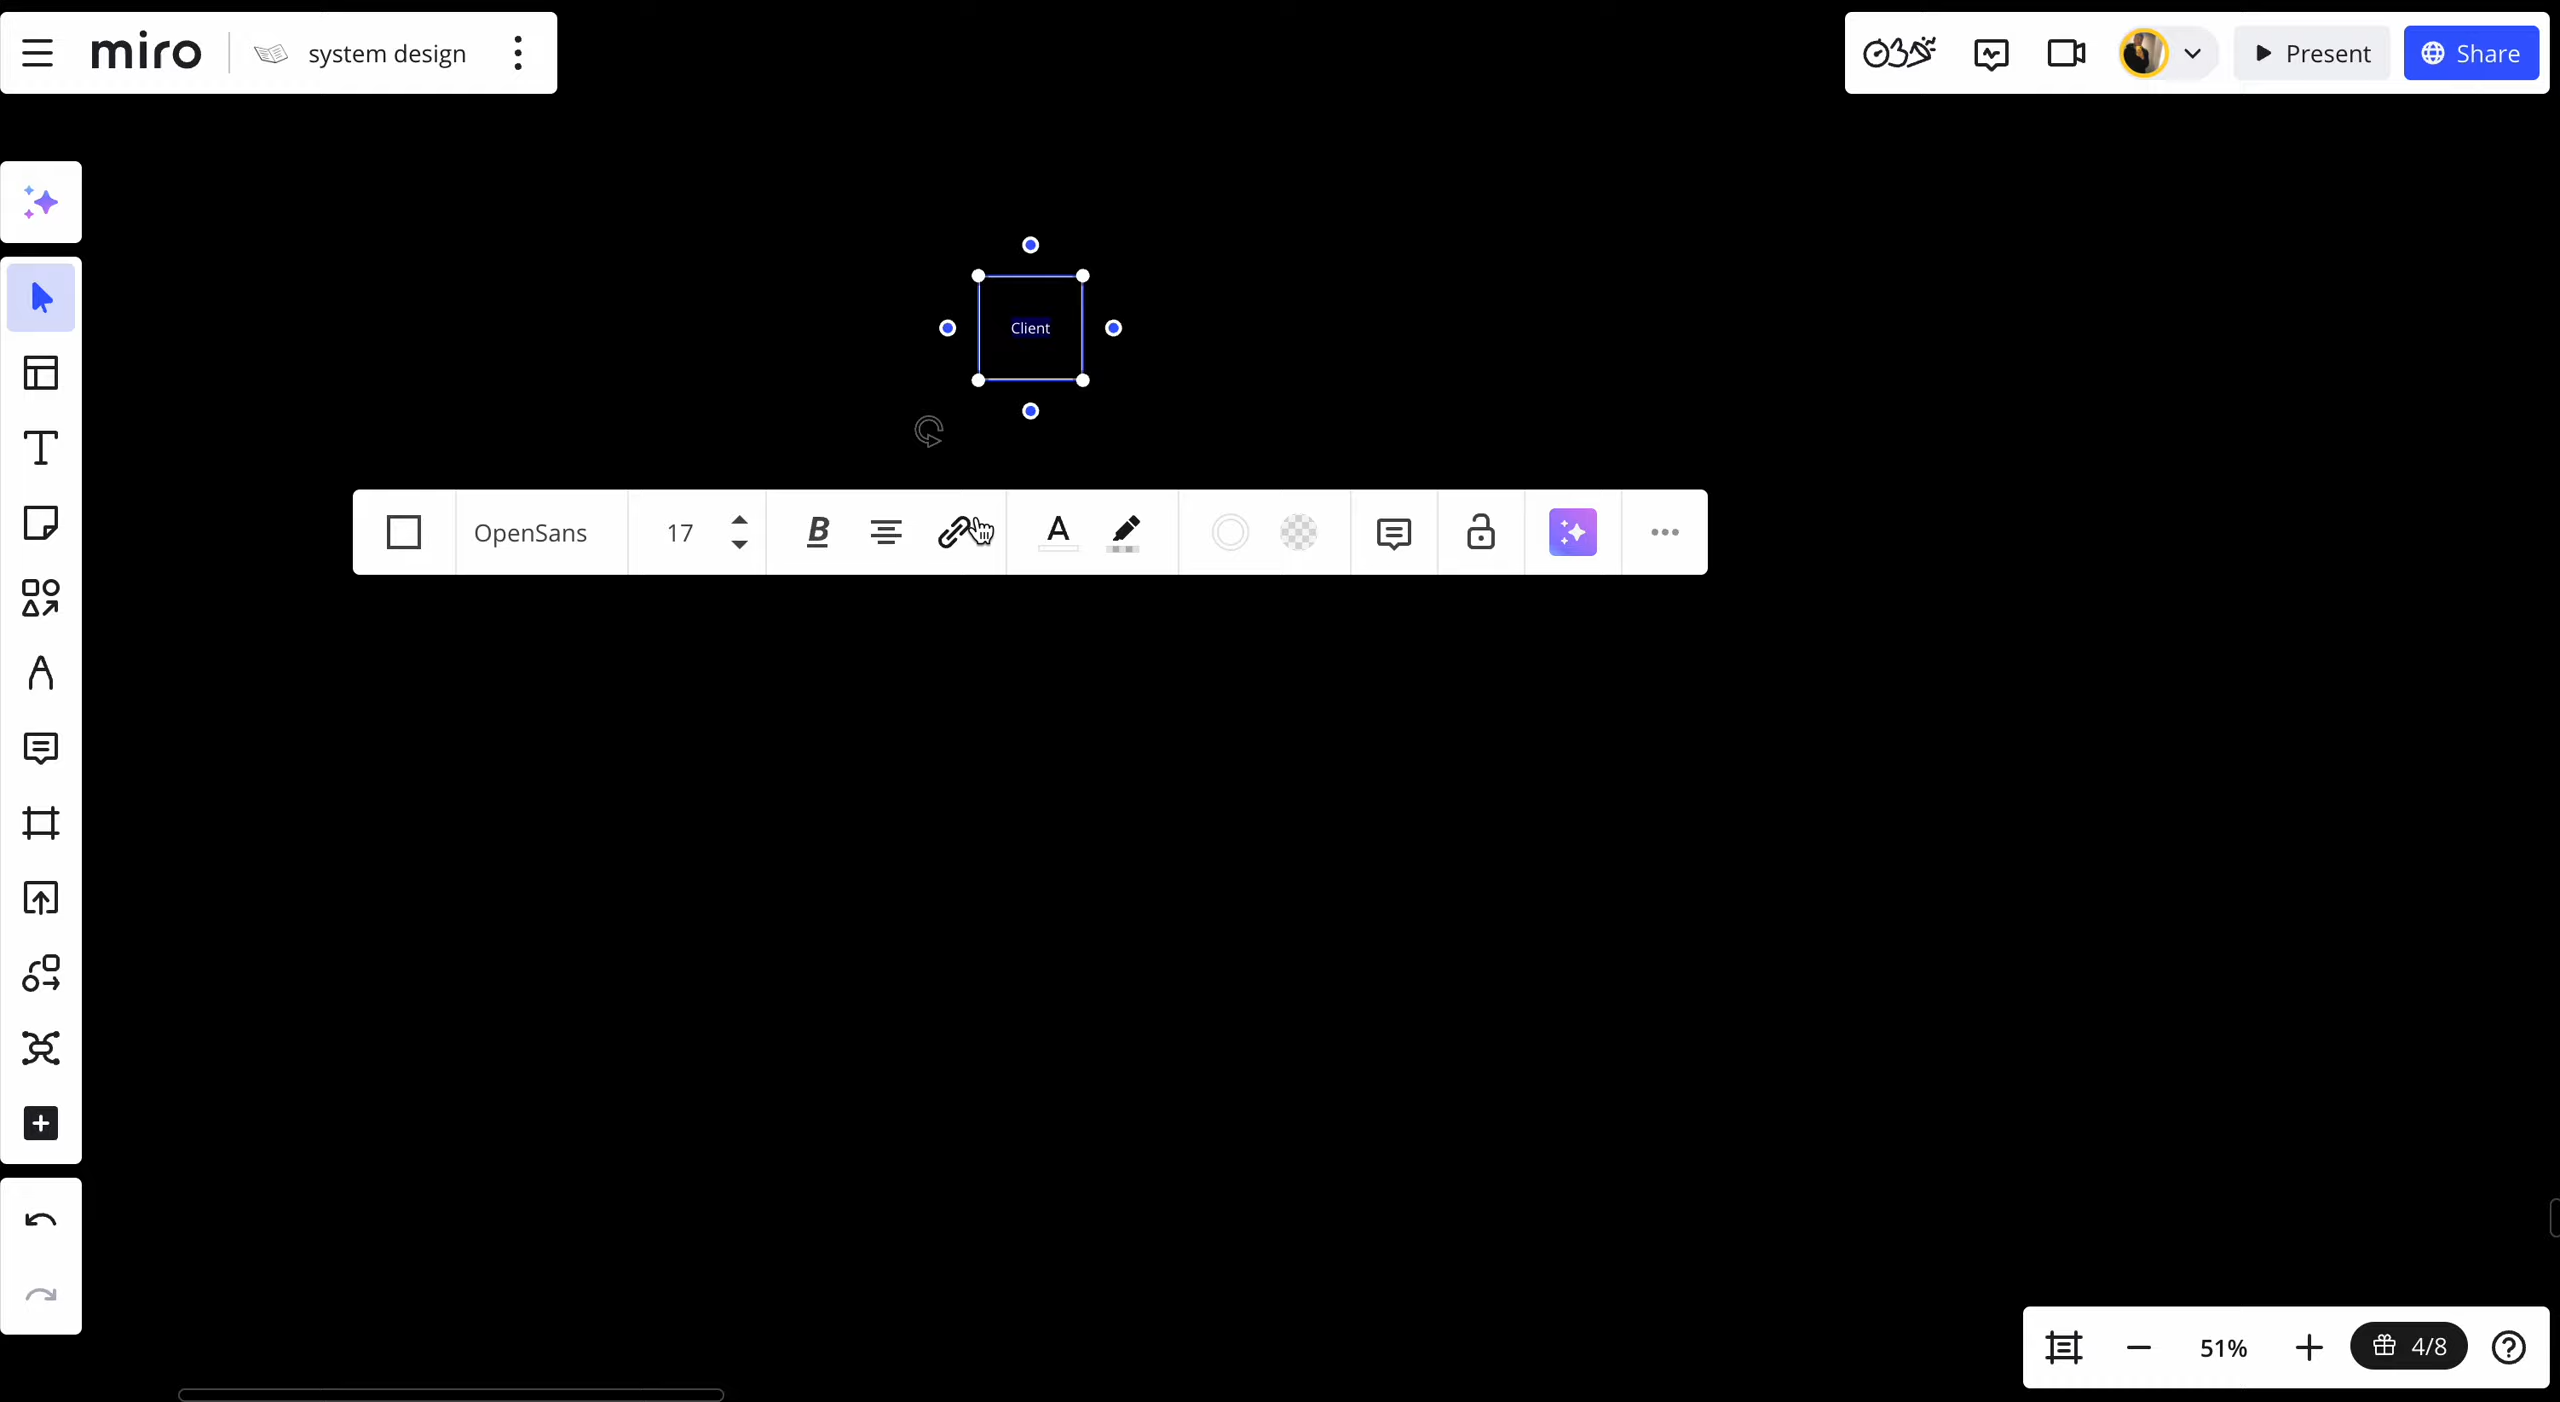 miro
system design
Present
Share
Client
OpenSans
17
B
A
51%
4/8